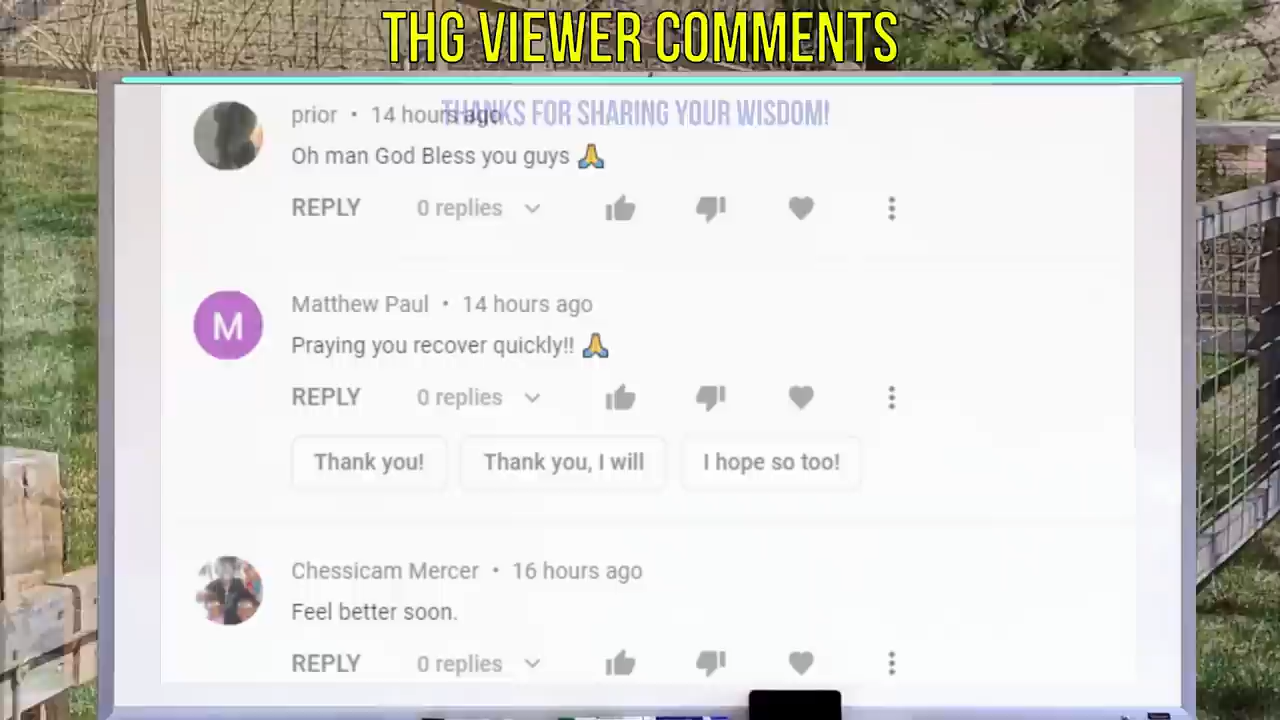 THG VIEWER COMMENTS
THANKS FOR SHARING YOUR WISDOM!
prior • 14 hours ago
Oh man God Bless you guys 🙏
REPLY 0 replies
M
Matthew Paul • 14 hours ago
Praying you recover quickly!! 🙏
REPLY 0 replies
Thank you! Thank you, I will I hope so too!
Chessicam Mercer • 16 hours ago
Feel better soon.
REPLY 0 replies